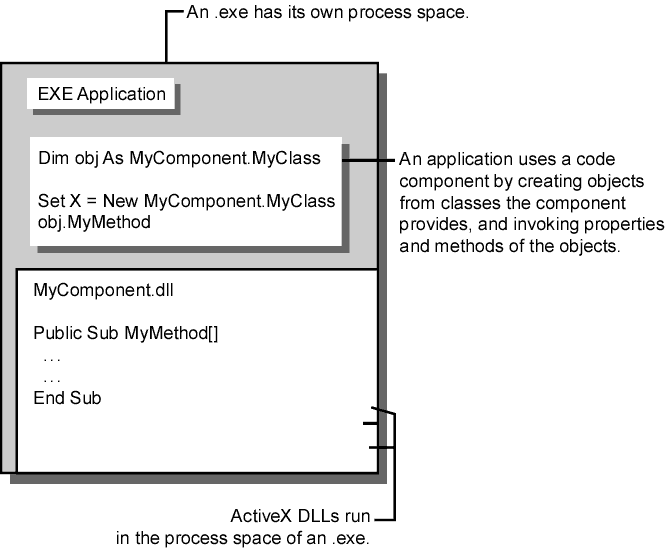 An .exe has its own process space.
EXE Application
Dim obj As MyComponent.MyClass
Set X = New MyComponent.MyClass
obj.MyMethod
An application uses a code
component by creating objects
from classes the component
provides, and invoking properties
and methods of the objects.
MyComponent.dll
Public Sub MyMethod[]
...
...
End Sub
ActiveX DLLs run
in the process space of an .exe.